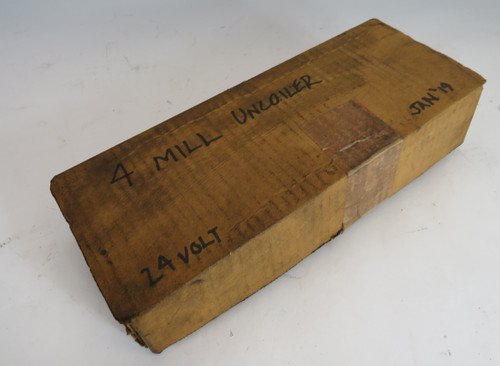 4 MILL UNCOILER
JAN'19
24 VOLT